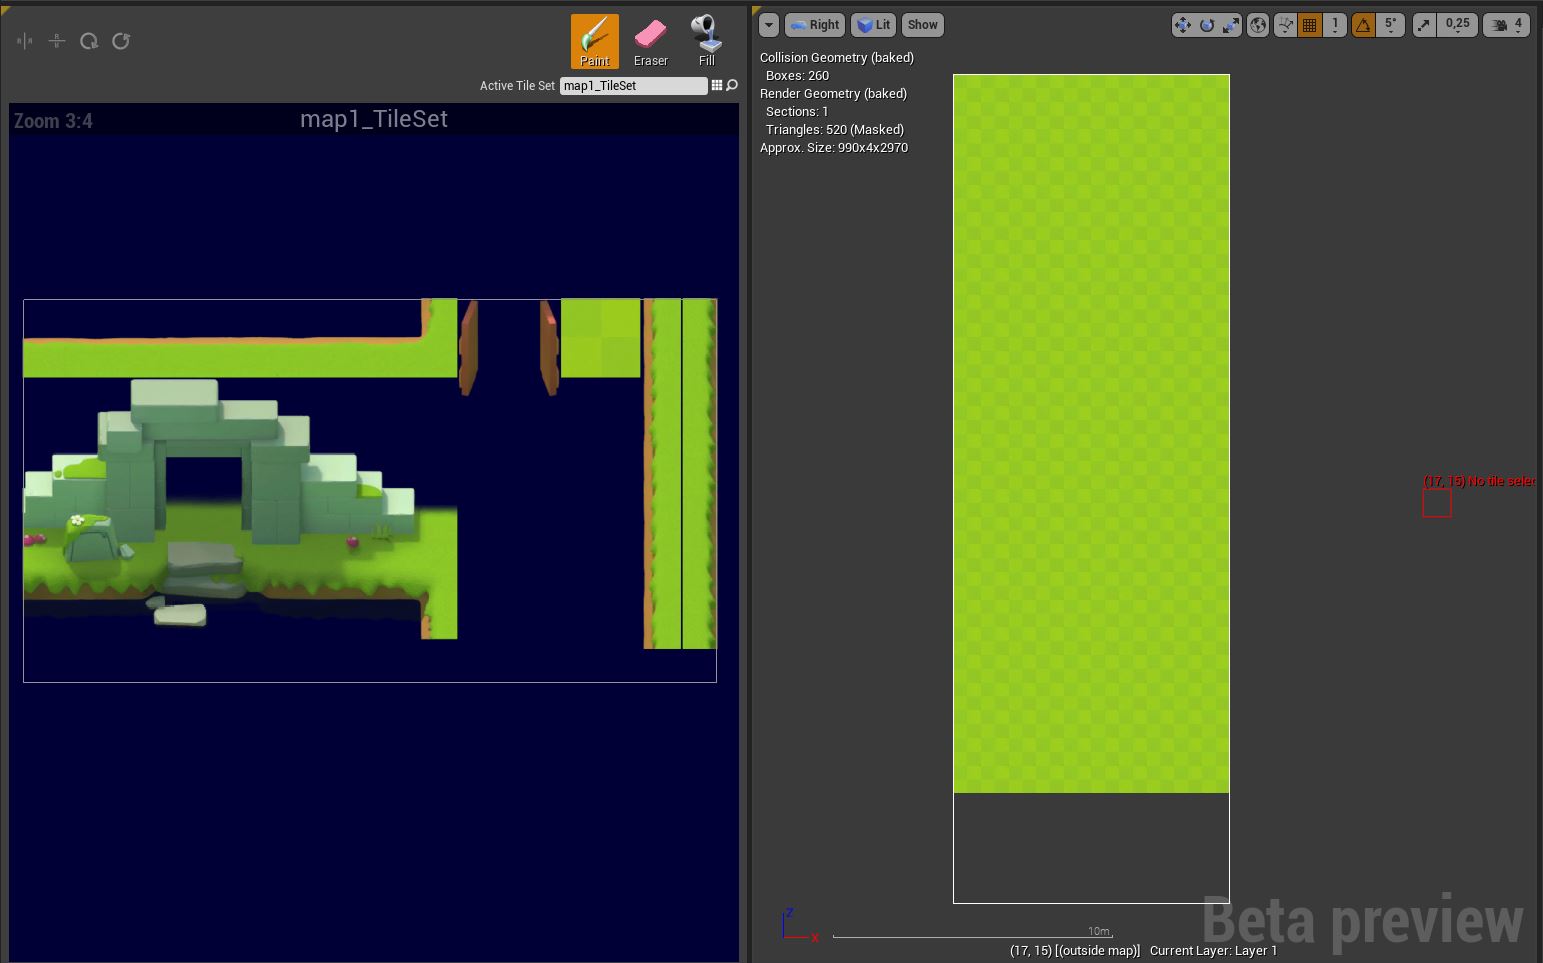 Paint
Eraser
Fill
Active Tile Set map1_TileSet
Zoom 3:4
map1_TileSet
Right
Lit
Show
1
5°
0,25
4
Collision Geometry (baked)
Boxes: 260
Render Geometry (baked)
Sections: 1
Triangles: 520 (Masked)
Approx. Size: 990x4x2970
(17, 15) No tile selec
Z
X
10m
Beta preview
(17, 15) [(outside map)] Current Layer: Layer 1